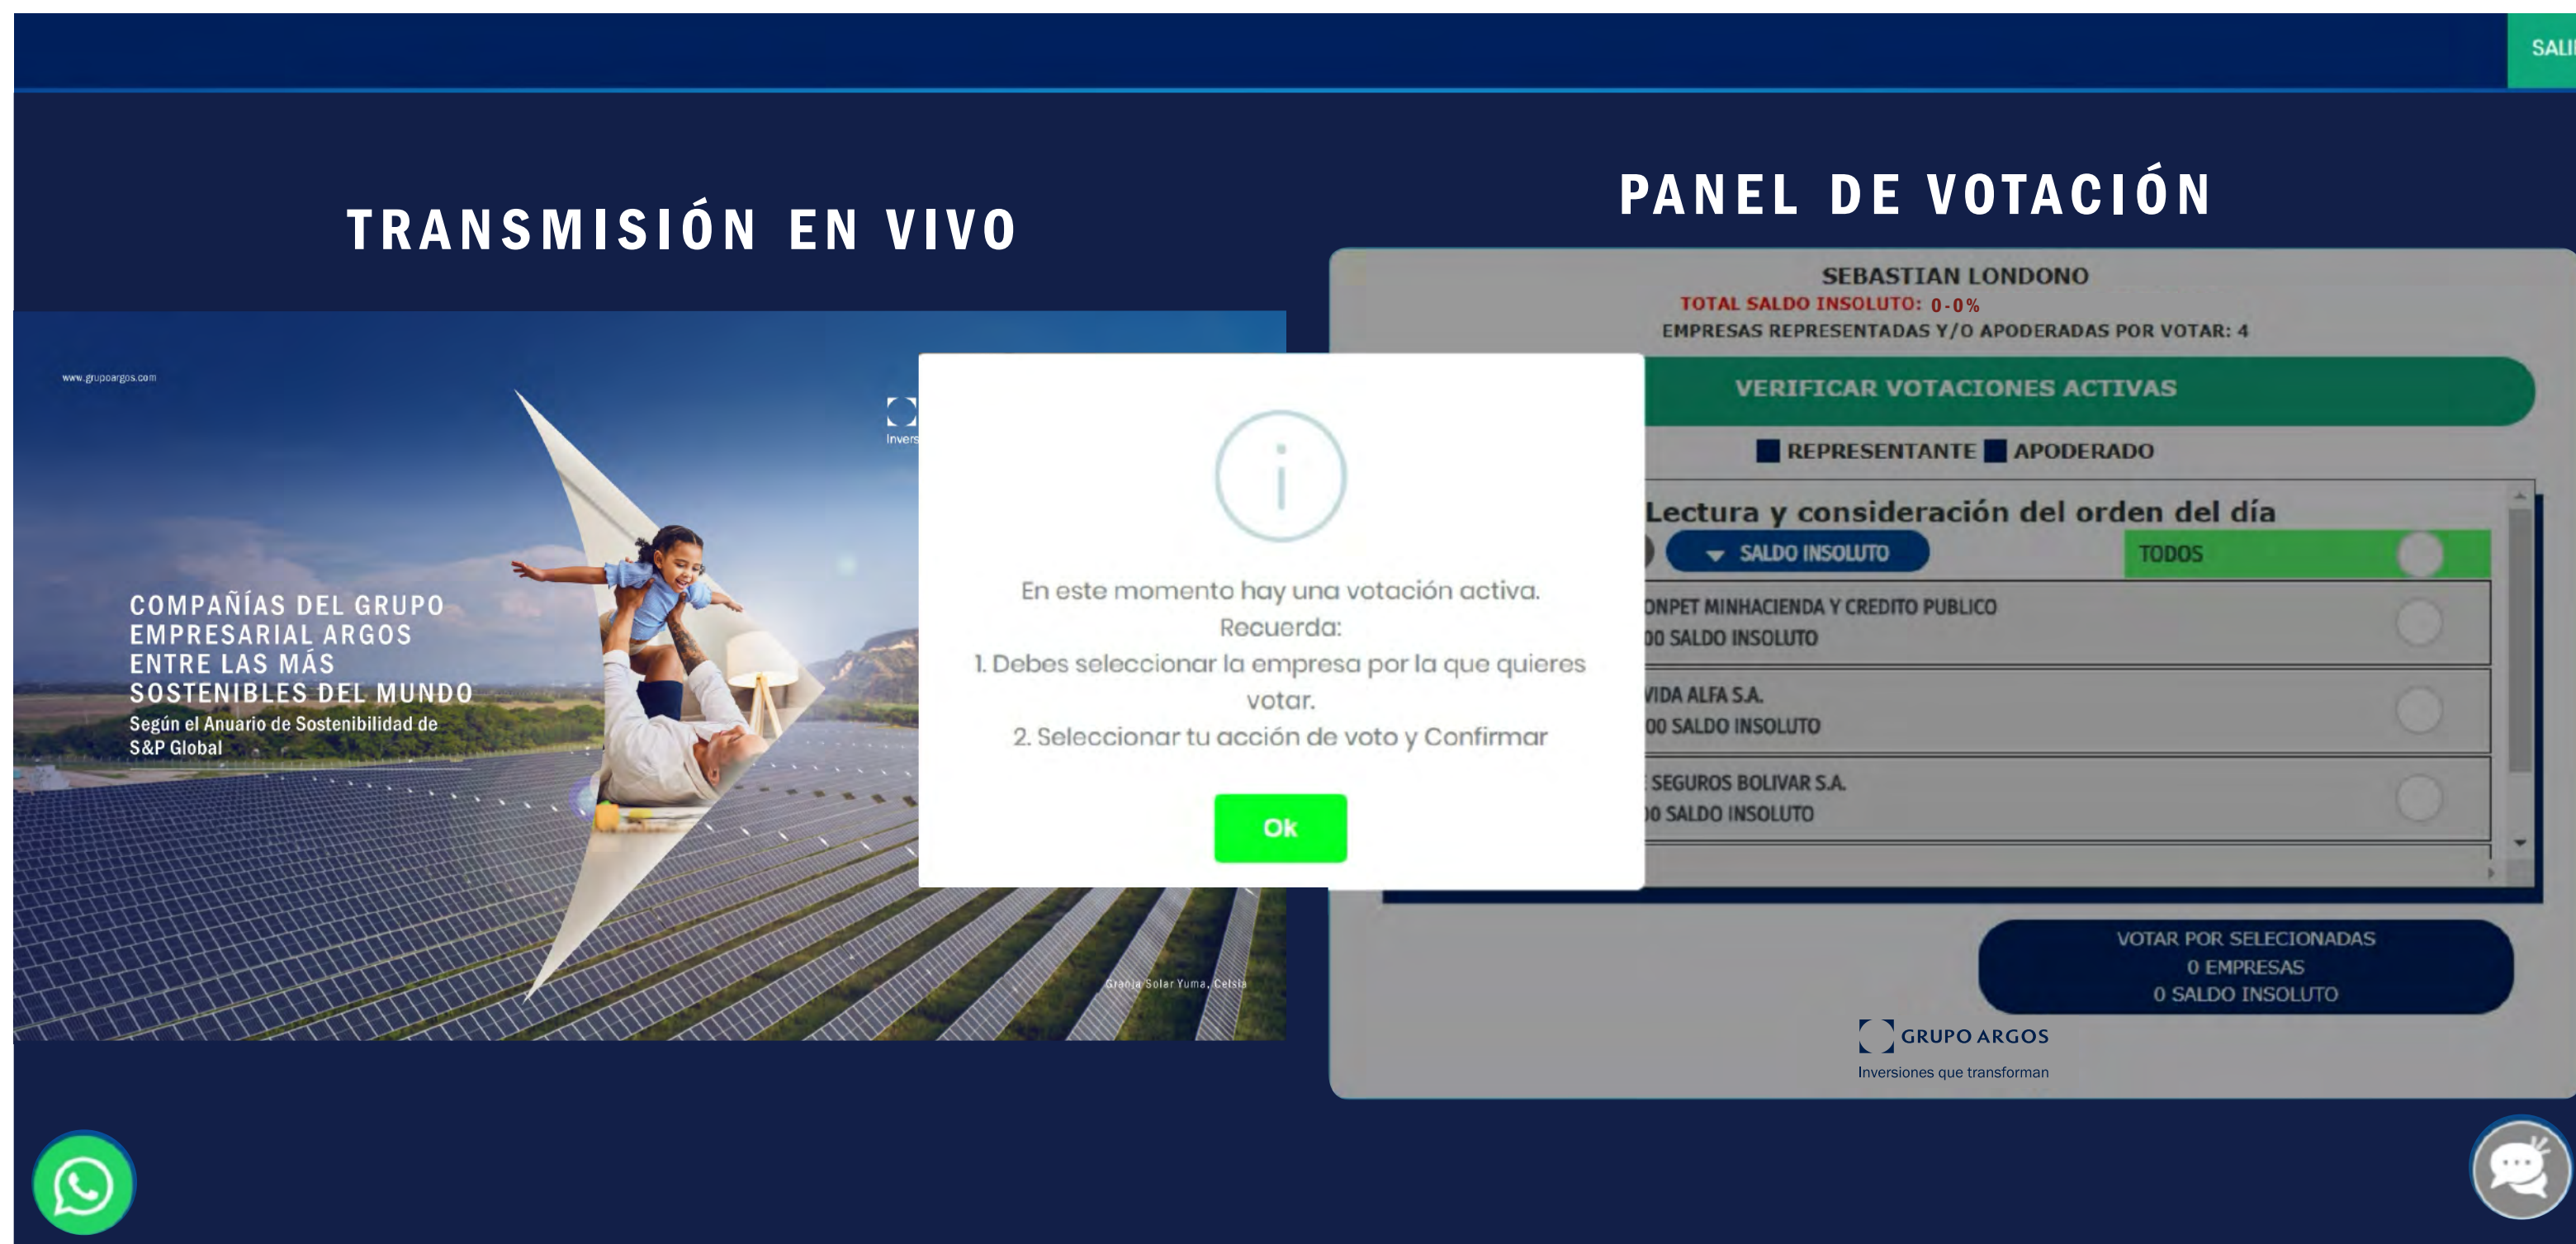 SALI
TRANSMISIÓN EN VIVO
www.grupoargos.com
Invers
COMPAÑÍAS DEL GRUPO
EMPRESARIAL ARGOS
ENTRE LAS MÁS
SOSTENIBLES DEL MUNDO
Según el Anuario de Sostenibilidad de
S&P Global
Granja Solar Yuma, Celsia
En este momento hay una votación activa.
Recuerda:
1. Debes seleccionar la empresa por la que quieres
votar.
2. Seleccionar tu acción de voto y Confirmar
Ok
PANEL DE VOTACIÓN
SEBASTIAN LONDONO
TOTAL SALDO INSOLUTO: 0-0%
EMPRESAS REPRESENTADAS Y/O APODERADAS POR VOTAR: 4
VERIFICAR VOTACIONES ACTIVAS
REPRESENTANTE APODERADO
Lectura y consideración del orden del día
SALDO INSOLUTO TODOS
ONPET MINHACIENDA Y CREDITO PUBLICO
00 SALDO INSOLUTO
VIDA ALFA S.A.
00 SALDO INSOLUTO
SEGUROS BOLIVAR S.A.
00 SALDO INSOLUTO
VOTAR POR SELECIONADAS
0 EMPRESAS
0 SALDO INSOLUTO
GRUPO ARGOS
Inversiones que transforman